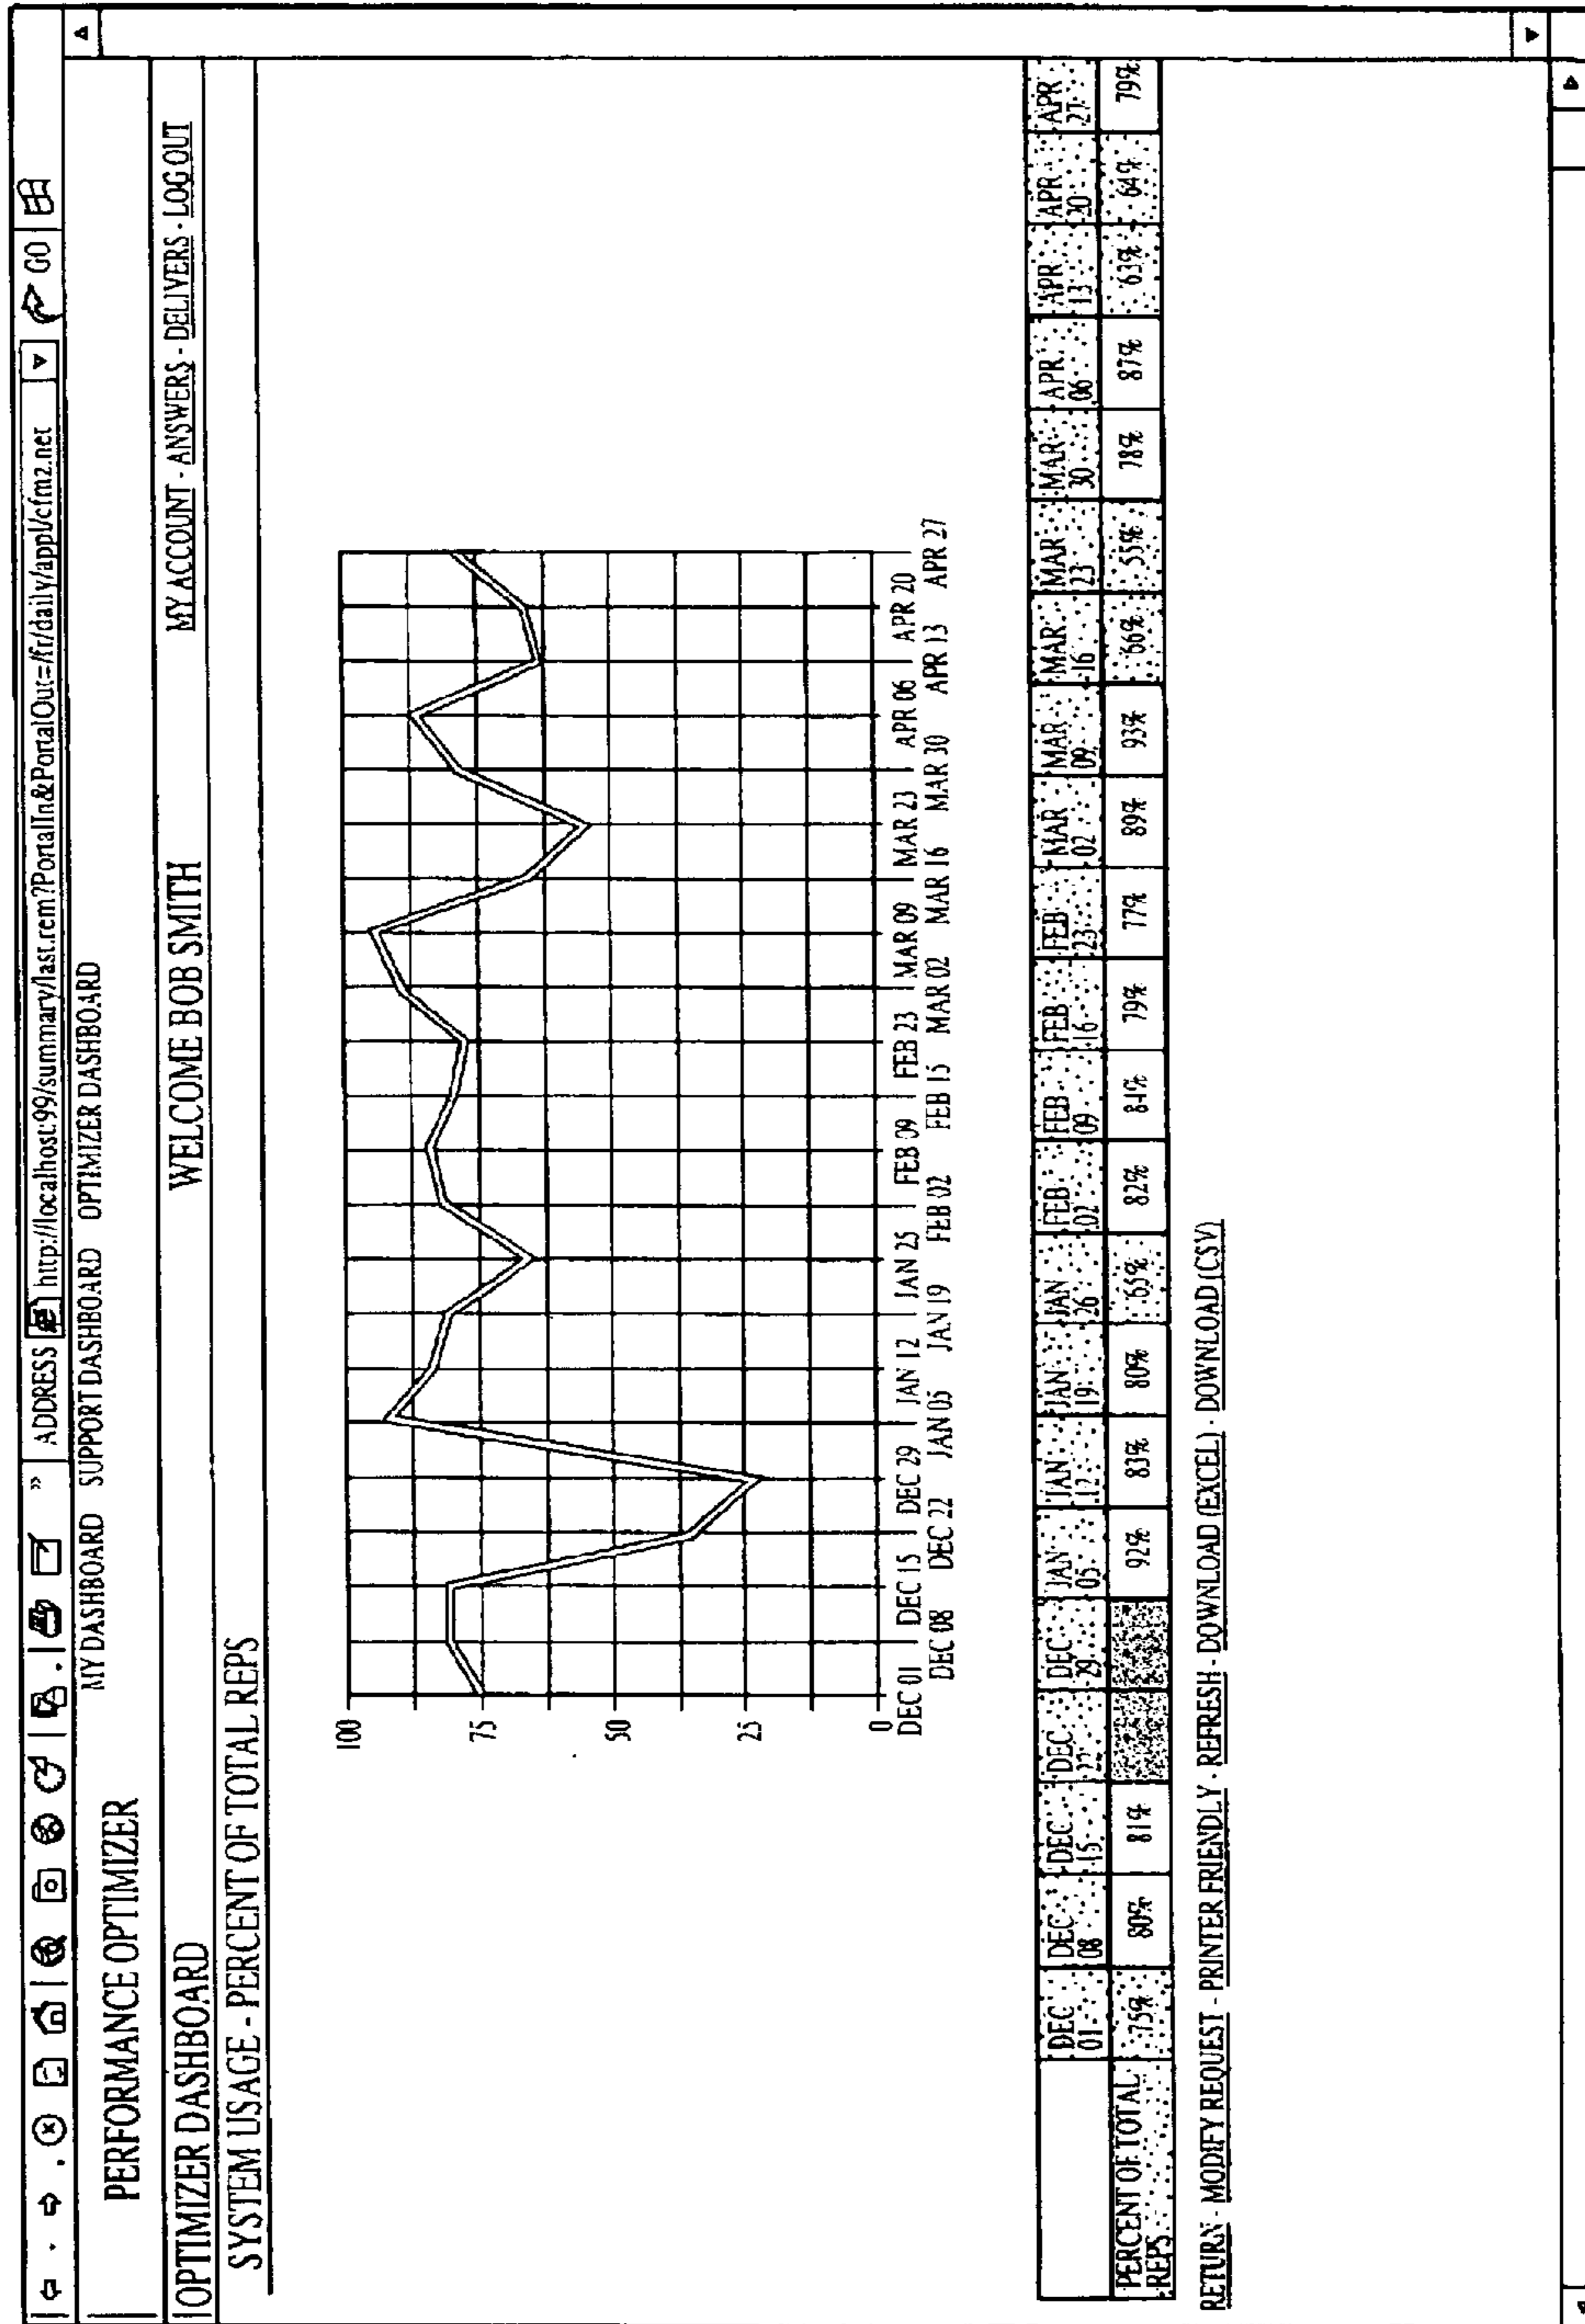 ADDRESS http://localhost:99/summary/last.rem?PortalIn&PortalOut=/fr/daily/appl/cfm2.net GO
MY DASHBOARD SUPPORT DASHBOARD OPTIMIZER DASHBOARD
PERFORMANCE OPTIMIZER
WELCOME BOB SMITH
MY ACCOUNT - ANSWERS - DELIVERS - LOG OUT
OPTIMIZER DASHBOARD
SYSTEM USAGE - PERCENT OF TOTAL REPS
100
75
50
25
0
DEC 01 DEC 15 DEC 29 JAN 12 JAN 25 FEB 09 FEB 23 MAR 09 MAR 23 APR 06 APR 20
DEC 08 DEC 22 JAN 05 JAN 19 FEB 02 FEB 15 MAR 02 MAR 16 MAR 30 APR 13 APR 27
DEC 01 DEC 08 DEC 15 DEC 22 DEC 29 JAN 05 JAN 12 JAN 19 JAN 26 FEB 02 FEB 09 FEB 16 FEB 23 MAR 02 MAR 09 MAR 16 MAR 23 MAR 30 APR 06 APR 13 APR 20 APR 27
PERCENT OF TOTAL REPS 75% 80% 81% 92% 83% 80% 65% 82% 84% 79% 77% 89% 93% 66% 55% 78% 87% 63% 64% 79%
RETURN - MODIFY REQUEST - PRINTER FRIENDLY - REFRESH - DOWNLOAD (EXCEL) - DOWNLOAD (CSV)